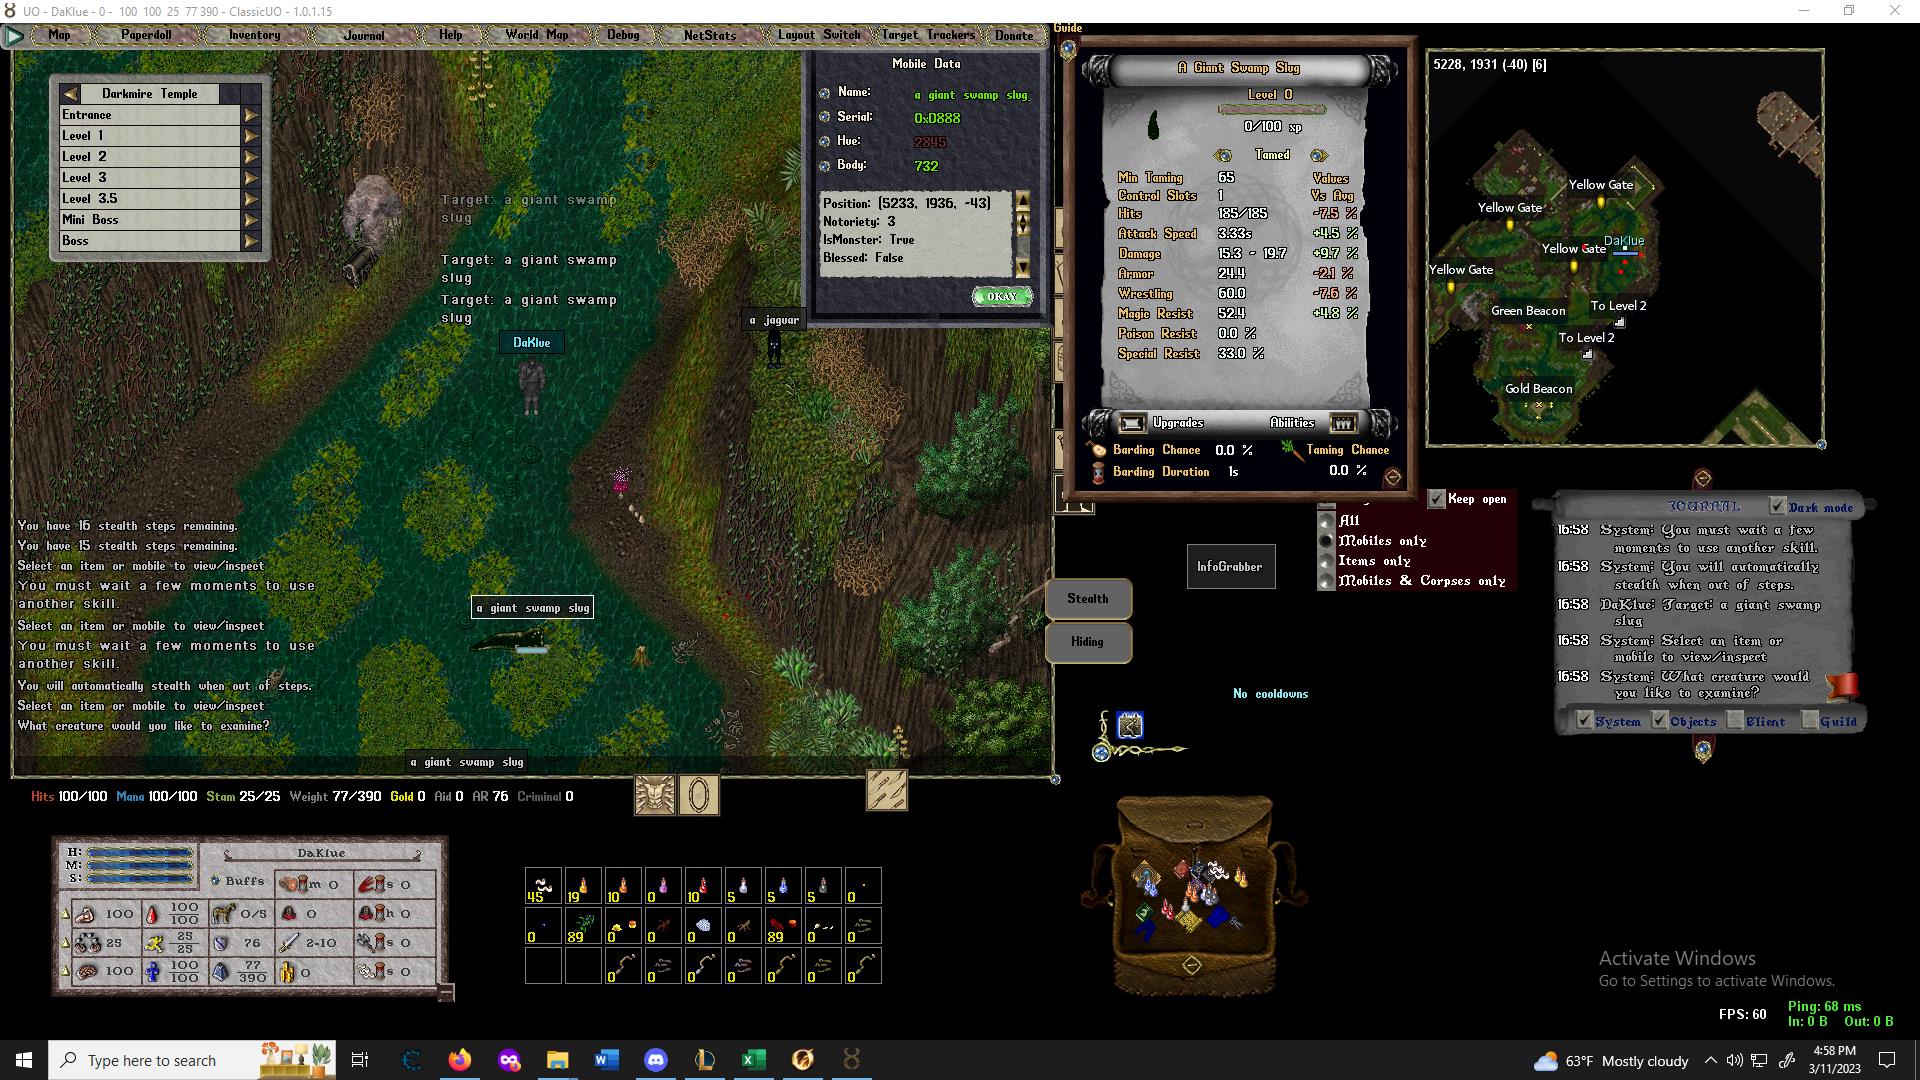 UO - DaKlue - 0 - 100 100 25 77 390 - ClassicUO - 1.0.1.15
Map
Paperdoll
Inventory
Journal
Help
World Map
Debug
NetStats
Layout Switch
Target Trackers
Donate
Guide
Darkmire Temple
Entrance
Level 1
Level 2
Level 3
Level 3.5
Mini Boss
Boss
Target: a giant swamp
slug
Target: a giant swamp
slug
Target: a giant swamp
slug
DaKlue
a jaguar
a giant swamp slug
a giant swamp slug
You have 16 stealth steps remaining.
You have 15 stealth steps remaining.
Select an item or mobile to view/inspect
You must wait a few moments to use
another skill.
Select an item or mobile to view/inspect
You must wait a few moments to use
another skill.
You will automatically stealth when out of steps.
Select an item or mobile to view/inspect
What creature would you like to examine?
Mobile Data
Name: a giant swamp slug
Serial: 0xD888
Hue: 2845
Body: 732
Position: (5233, 1936, -43)
Notoriety: 3
IsMonster: True
Blessed: False
OKAY
A Giant Swamp Slug
Level 0
0/100 xp
Tamed
Min Taming 65 Values
Control Slots 1 Vs Avg
Hits 185/185 -7.5 %
Attack Speed 3.33s +4.5 %
Damage 15.3 - 19.7 +9.7 %
Armor 24.4 -2.1 %
Wrestling 60.0 -7.6 %
Magic Resist 52.4 +4.8 %
Poison Resist 0.0 %
Special Resist 33.0 %
Upgrades Abilities
Barding Chance 0.0 % Taming Chance
Barding Duration 1s 0.0 %
5228, 1931 (-40) [6]
Yellow Gate
Yellow Gate
DaKlue
Yellow Gate
Yellow Gate
To Level 2
Green Beacon
To Level 2
Gold Beacon
Keep open
All
Mobiles only
Items only
Mobiles & Corpses only
InfoGrabber
Stealth
Hiding
No cooldowns
JOURNAL
Dark mode
16:58 System: You must wait a few
moments to use another skill.
16:58 System: You will automatically
stealth when out of steps.
16:58 DaKlue: Target: a giant swamp
slug
16:58 System: Select an item or
mobile to view/inspect
16:58 System: What creature would
you like to examine?
System Objects Client Guild
Hits 100/100 Mana 100/100 Stam 25/25 Weight 77/390 Gold 0 Aid 0 AR 76 Criminal 0
H:
M:
S:
DaKlue
Buffs
m 0
s 0
100
100
100
0/5
0
h 0
25
25
25
76
2-10
s 0
100
100
100
77
390
0
s 0
45 19 10 0 10 5 5 5 0
0 89 0 0 0 0 89 0 0
0 0 0 0 0 0 0
Activate Windows
Go to Settings to activate Windows.
FPS: 60
Ping: 68 ms
In: 0 B Out: 0 B
Type here to search
63°F Mostly cloudy
4:58 PM
3/11/2023